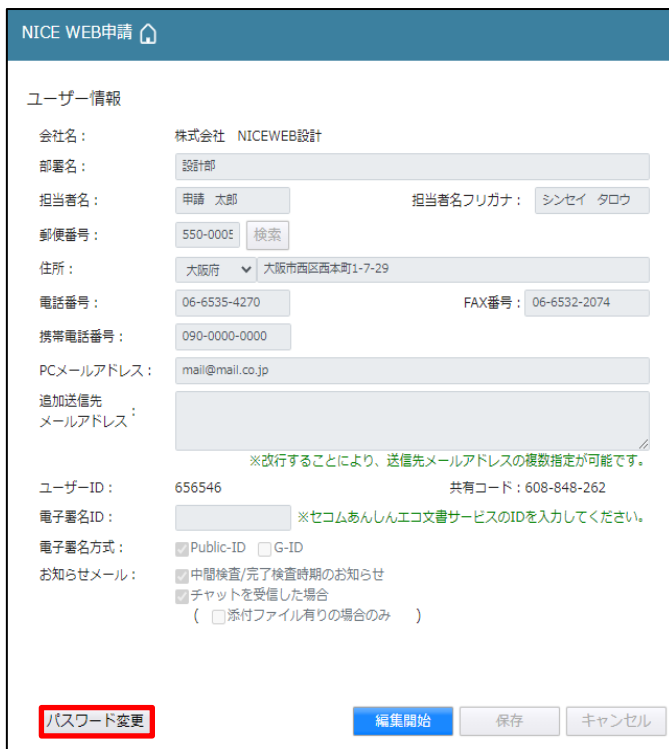 NICE WEB申請
ユーザー情報
会社名： 株式会社 NICEWEB設計
部署名： 設計部
担当者名： 申請 太郎 担当者名フリガナ： シンセイ タロウ
郵便番号： 550-0005 検索
住所： 大阪府 大阪市西区西本町1-7-29
電話番号： 06-6535-4270 FAX番号： 06-6532-2074
携帯電話番号： 090-0000-0000
PCメールアドレス： mail@mail.co.jp
追加送信先
メールアドレス：
※改行することにより、送信先メールアドレスの複数指定が可能です。
ユーザーID： 656546 共有コード：608-848-262
電子署名ID： ※セコムあんしんエコ文書サービスのIDを入力してください。
電子署名方式： Public-ID G-ID
お知らせメール： 中間検査/完了検査時期のお知らせ
チャットを受信した場合
( 添付ファイル有りの場合のみ )
パスワード変更 編集開始 保存 キャンセル